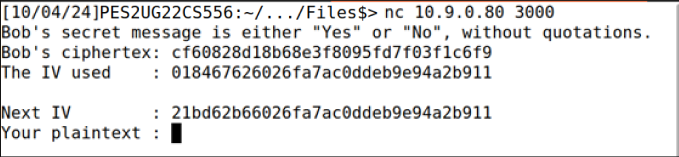 [10/04/24]PES2UG22CS556:~/.../Files$> nc 10.9.0.80 3000
Bob's secret message is either "Yes" or "No", without quotations.
Bob's ciphertex: cf60828d18b68e3f8095fd7f03f1c6f9
The IV used    : 018467626026fa7ac0ddeb9e94a2b911
Next IV        : 21bd62b66026fa7ac0ddeb9e94a2b911
Your plaintext :